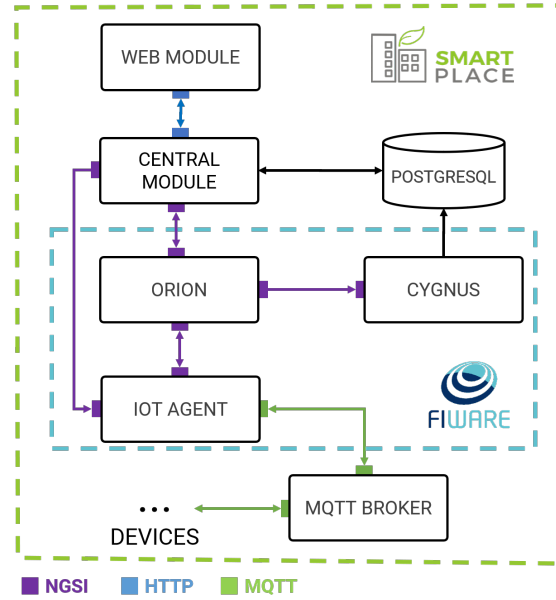 WEB MODULE
SMART
PLACE
CENTRAL
MODULE
POSTGRESQL
ORION
CYGNUS
IOT AGENT
FIWARE
MQTT BROKER
...
DEVICES
NGSI
HTTP
MQTT